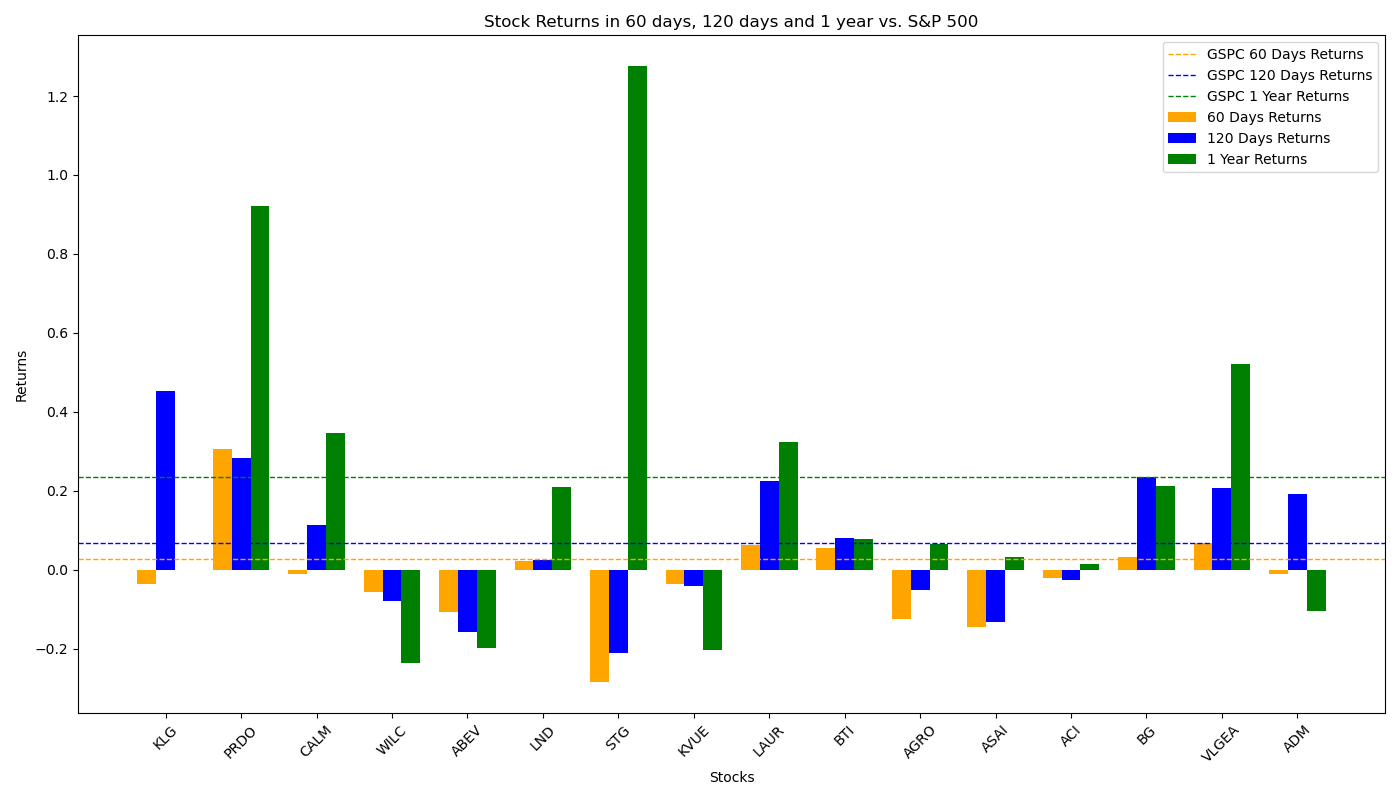 Stock Returns in 60 days, 120 days and 1 year vs. S&P 500
GSPC 60 Days Returns
GSPC 120 Days Returns
GSPC 1 Year Returns
60 Days Returns
120 Days Returns
1 Year Returns
1.2
1.0
0.8
0.6
0.4
0.2
0.0
−0.2
Returns
KLG
PRDO
CALM
WILC
ABEV
LND
STG
KVUE
LAUR
BTI
AGRO
ASAI
ACI
BG
VLGEA
ADM
Stocks